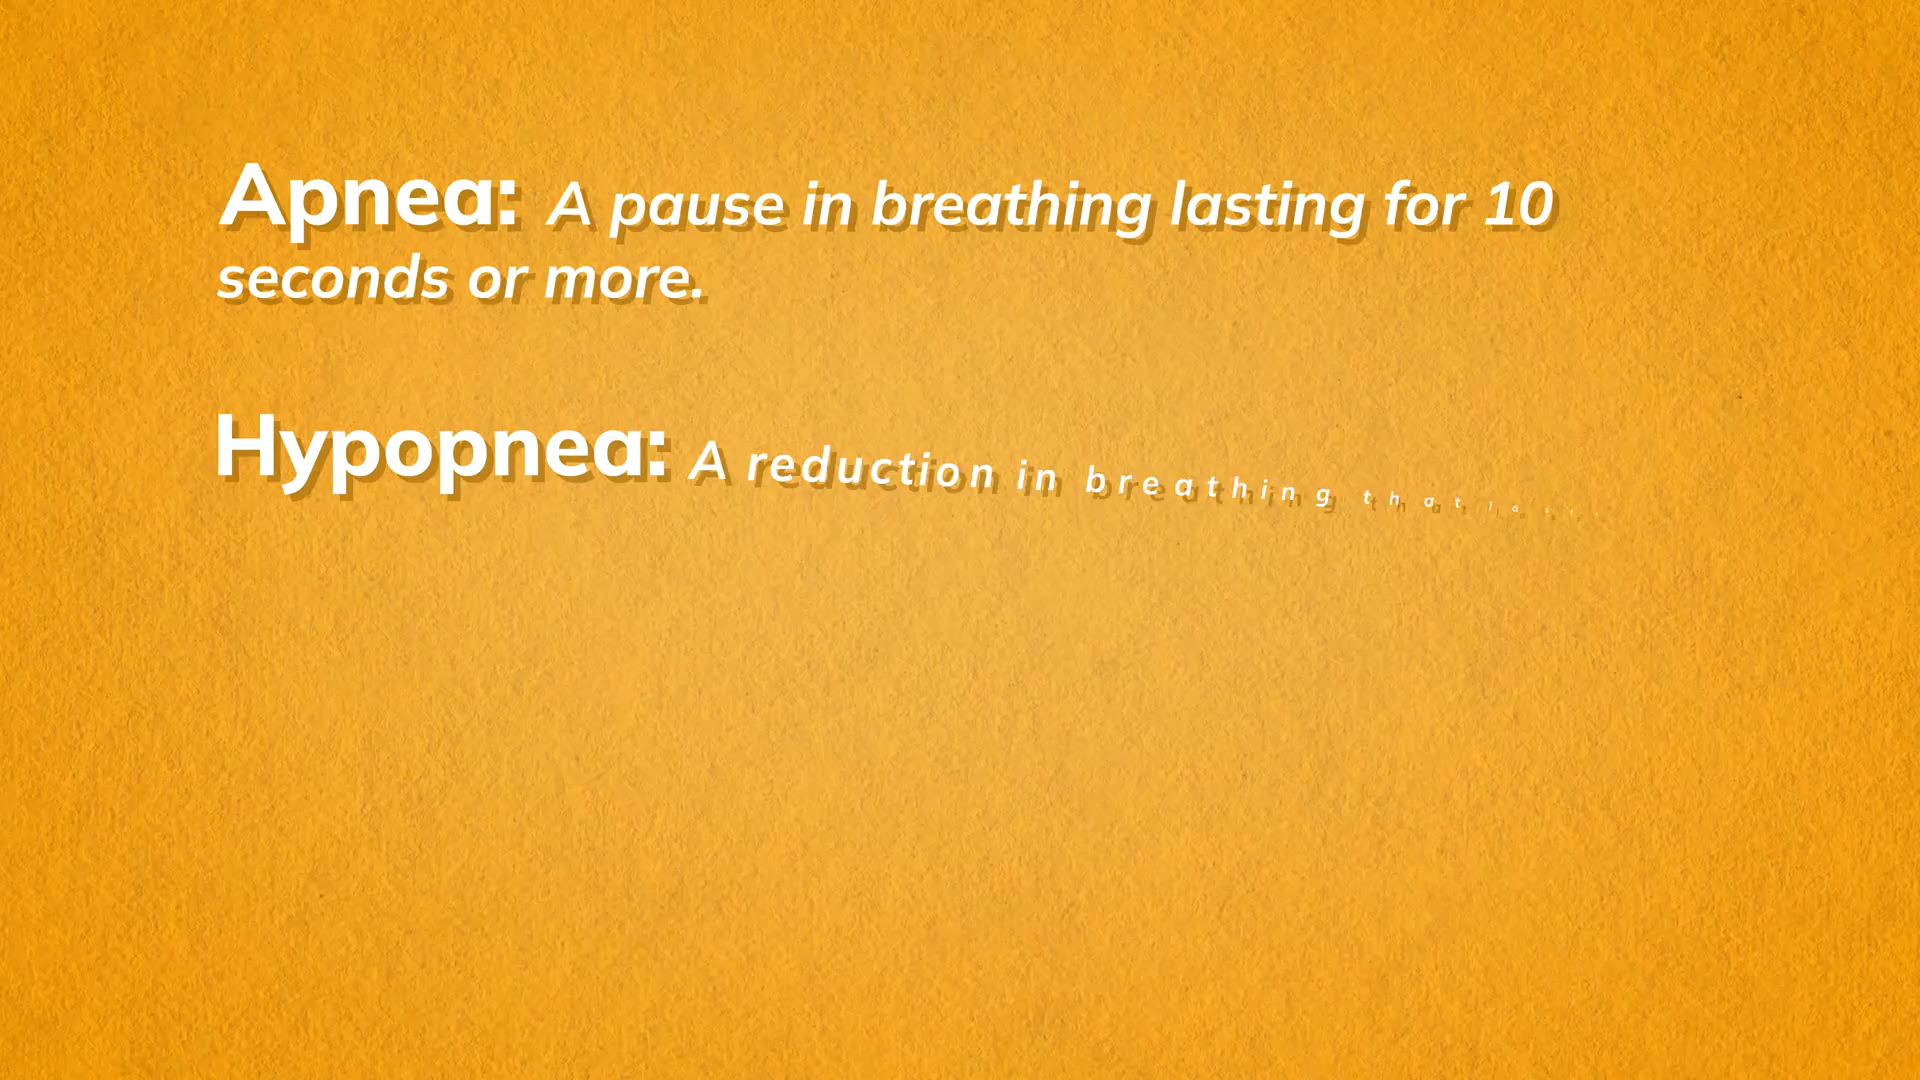 Apnea: A pause in breathing lasting for 10
seconds or more.
Hypopnea: A reduction in breathing that